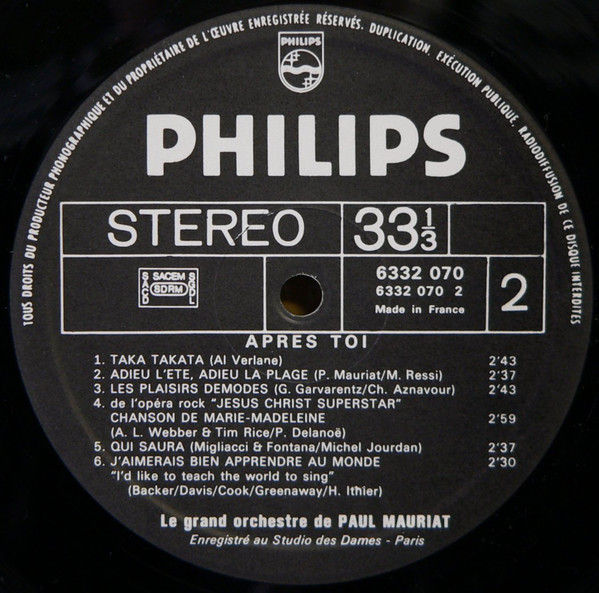 TOUS DROITS DU PRODUCTEUR PHONOGRAPHIQUE ET DU PROPRIÉTAIRE DE L'ŒUVRE ENREGISTRÉE RÉSERVÉS. DUPLICATION, EXÉCUTION PUBLIQUE, RADIODIFFUSION DE CE DISQUE INTERDITES
PHILIPS
PHILIPS
STEREO 33 1/3
SACEM
SACD SDRM SGDL
6332 070
6332 070 2
Made in France
2
APRES TOI
1. TAKA TAKATA (Al Verlane) 2'43
2. ADIEU L'ETE, ADIEU LA PLAGE (P. Mauriat/M. Ressi) 2'37
3. LES PLAISIRS DEMODES (G. Garvarentz/Ch. Aznavour) 2'43
4. de l'opéra rock "JESUS CHRIST SUPERSTAR"
CHANSON DE MARIE-MADELEINE 2'59
(A. L. Webber & Tim Rice/P. Delanoë)
5. QUI SAURA (Migliacci & Fontana/Michel Jourdan) 2'37
6. J'AIMERAIS BIEN APPRENDRE AU MONDE 2'30
"I'd like to teach the world to sing"
(Backer/Davis/Cook/Greenaway/H. Ithier)
Le grand orchestre de PAUL MAURIAT
Enregistré au Studio des Dames - Paris